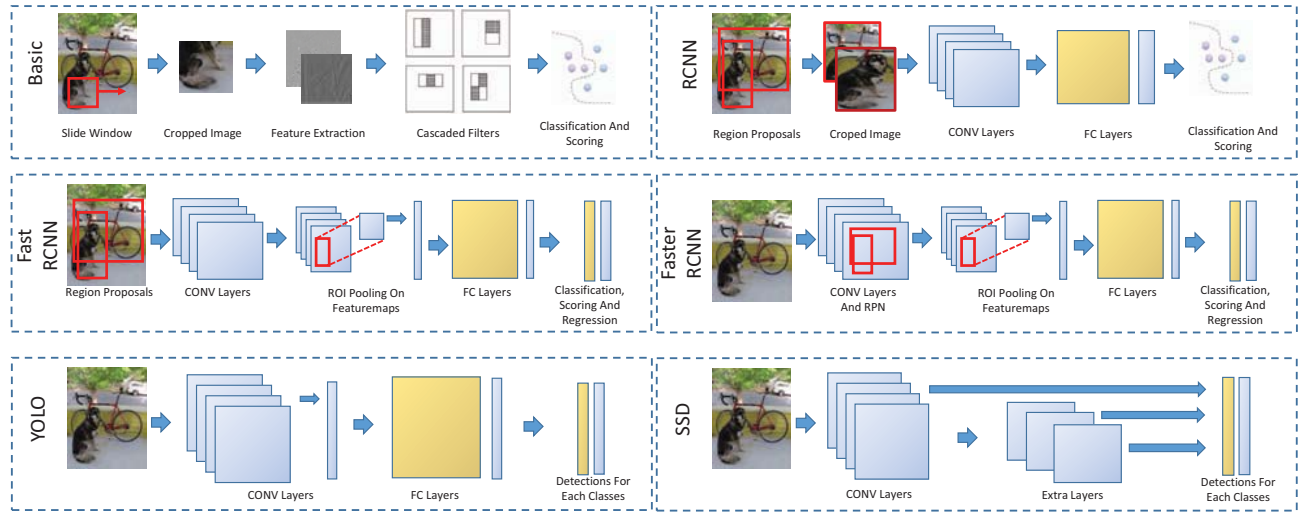 Basic
Slide Window
Cropped Image
Feature Extraction
Cascaded Filters
Classification And
Scoring
RCNN
Region Proposals
Croped Image
CONV Layers
FC Layers
Classification And
Scoring
Fast
RCNN
Region Proposals
CONV Layers
ROI Pooling On
Featuremaps
FC Layers
Classification,
Scoring And
Regression
Faster
RCNN
CONV Layers
And RPN
ROI Pooling On
Featuremaps
FC Layers
Classification,
Scoring And
Regression
YOLO
CONV Layers
FC Layers
Detections For
Each Classes
SSD
CONV Layers
Extra Layers
Detections For
Each Classes